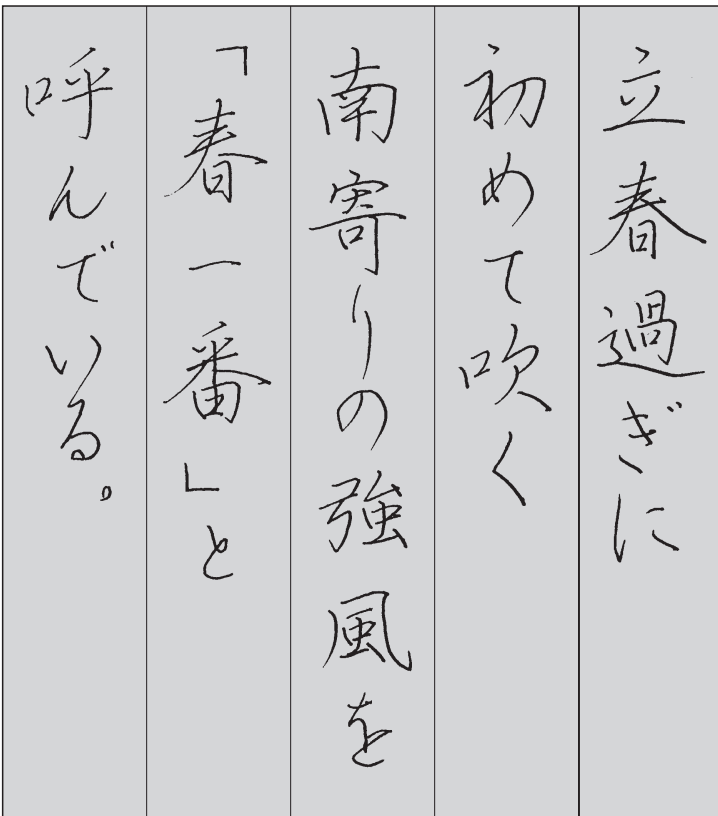 立春過ぎに
初めて吹く
南寄りの強風を
「春一番」と
呼んでいる。